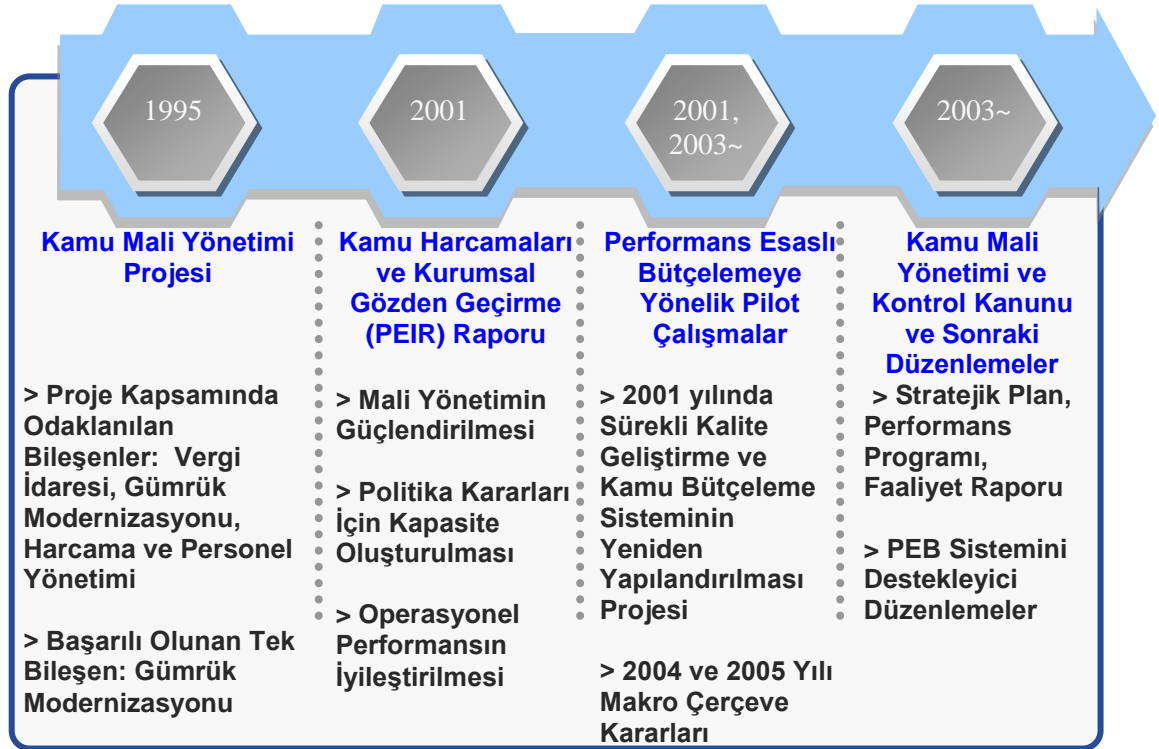 1995
2001
2001,
2003~
2003~
Kamu Mali Yönetimi
Projesi
> Proje Kapsamında
Odaklanılan
Bileşenler:  Vergi
İdaresi, Gümrük
Modernizasyonu,
Harcama ve Personel
Yönetimi
> Başarılı Olunan Tek
Bileşen: Gümrük
Modernizasyonu
Kamu Harcamaları
ve Kurumsal
Gözden Geçirme
(PEIR) Raporu
> Mali Yönetimin
Güçlendirilmesi
> Politika Kararları
İçin Kapasite
Oluşturulması
> Operasyonel
Performansın
İyileştirilmesi
Performans Esaslı
Bütçelemeye
Yönelik Pilot
Çalışmalar
> 2001 yılında
Sürekli Kalite
Geliştirme ve
Kamu Bütçeleme
Sisteminin
Yeniden
Yapılandırılması
Projesi
> 2004 ve 2005 Yılı
Makro Çerçeve
Kararları
Kamu Mali
Yönetimi ve
Kontrol Kanunu
ve Sonraki
Düzenlemeler
> Stratejik Plan,
Performans
Programı,
Faaliyet Raporu
> PEB Sistemini
Destekleyici
Düzenlemeler